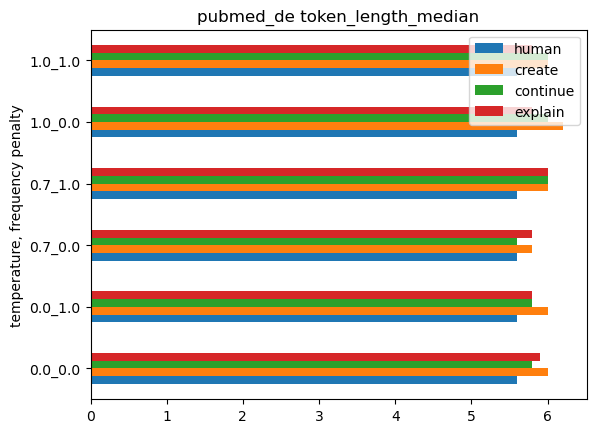 pubmed_de token_length_median
human
create
continue
explain
temperature, frequency penalty
1.0_1.0
1.0_0.0
0.7_1.0
0.7_0.0
0.0_1.0
0.0_0.0
0 1 2 3 4 5 6